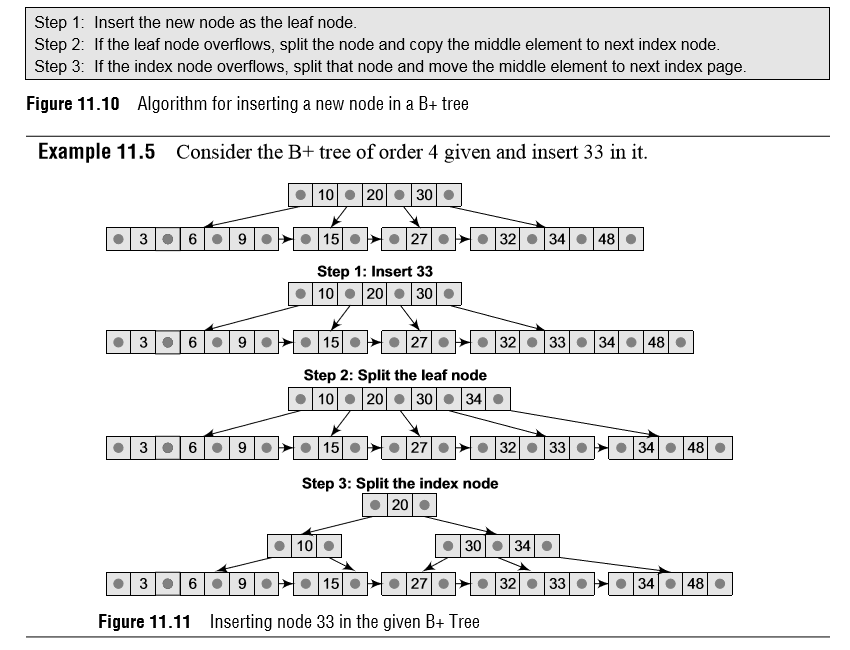 Step 1: Insert the new node as the leaf node.
Step 2: If the leaf node overflows, split the node and copy the middle element to next index node.
Step 3: If the index node overflows, split that node and move the middle element to next index page.
Figure 11.10 Algorithm for inserting a new node in a B+ tree
Example 11.5 Consider the B+ tree of order 4 given and insert 33 in it.
10 20 30
3 6 9 15 27 32 34 48
Step 1: Insert 33
10 20 30
3 6 9 15 27 32 33 34 48
Step 2: Split the leaf node
10 20 30 34
3 6 9 15 27 32 33 34 48
Step 3: Split the index node
20
10 30 34
3 6 9 15 27 32 33 34 48
Figure 11.11 Inserting node 33 in the given B+ Tree